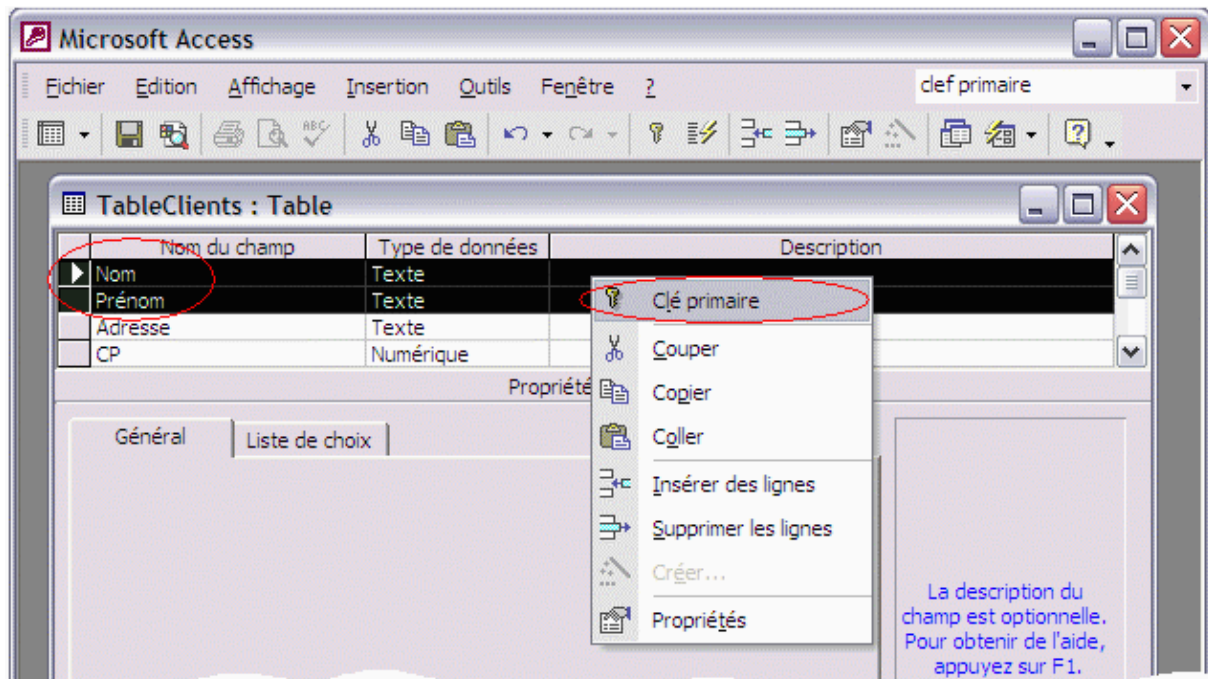 Microsoft Access
Fichier Edition Affichage Insertion Outils Fenêtre ? clef primaire
ABC
TableClients : Table
Nom du champ Type de données Description
Nom Texte
Prénom Texte
Clé primaire
Adresse Texte
CP Numérique
Couper
Propriété
Copier
Général Liste de choix
Coller
Insérer des lignes
Supprimer les lignes
Créer...
Propriétés
La description du
champ est optionnelle.
Pour obtenir de l'aide,
appuyez sur F1.